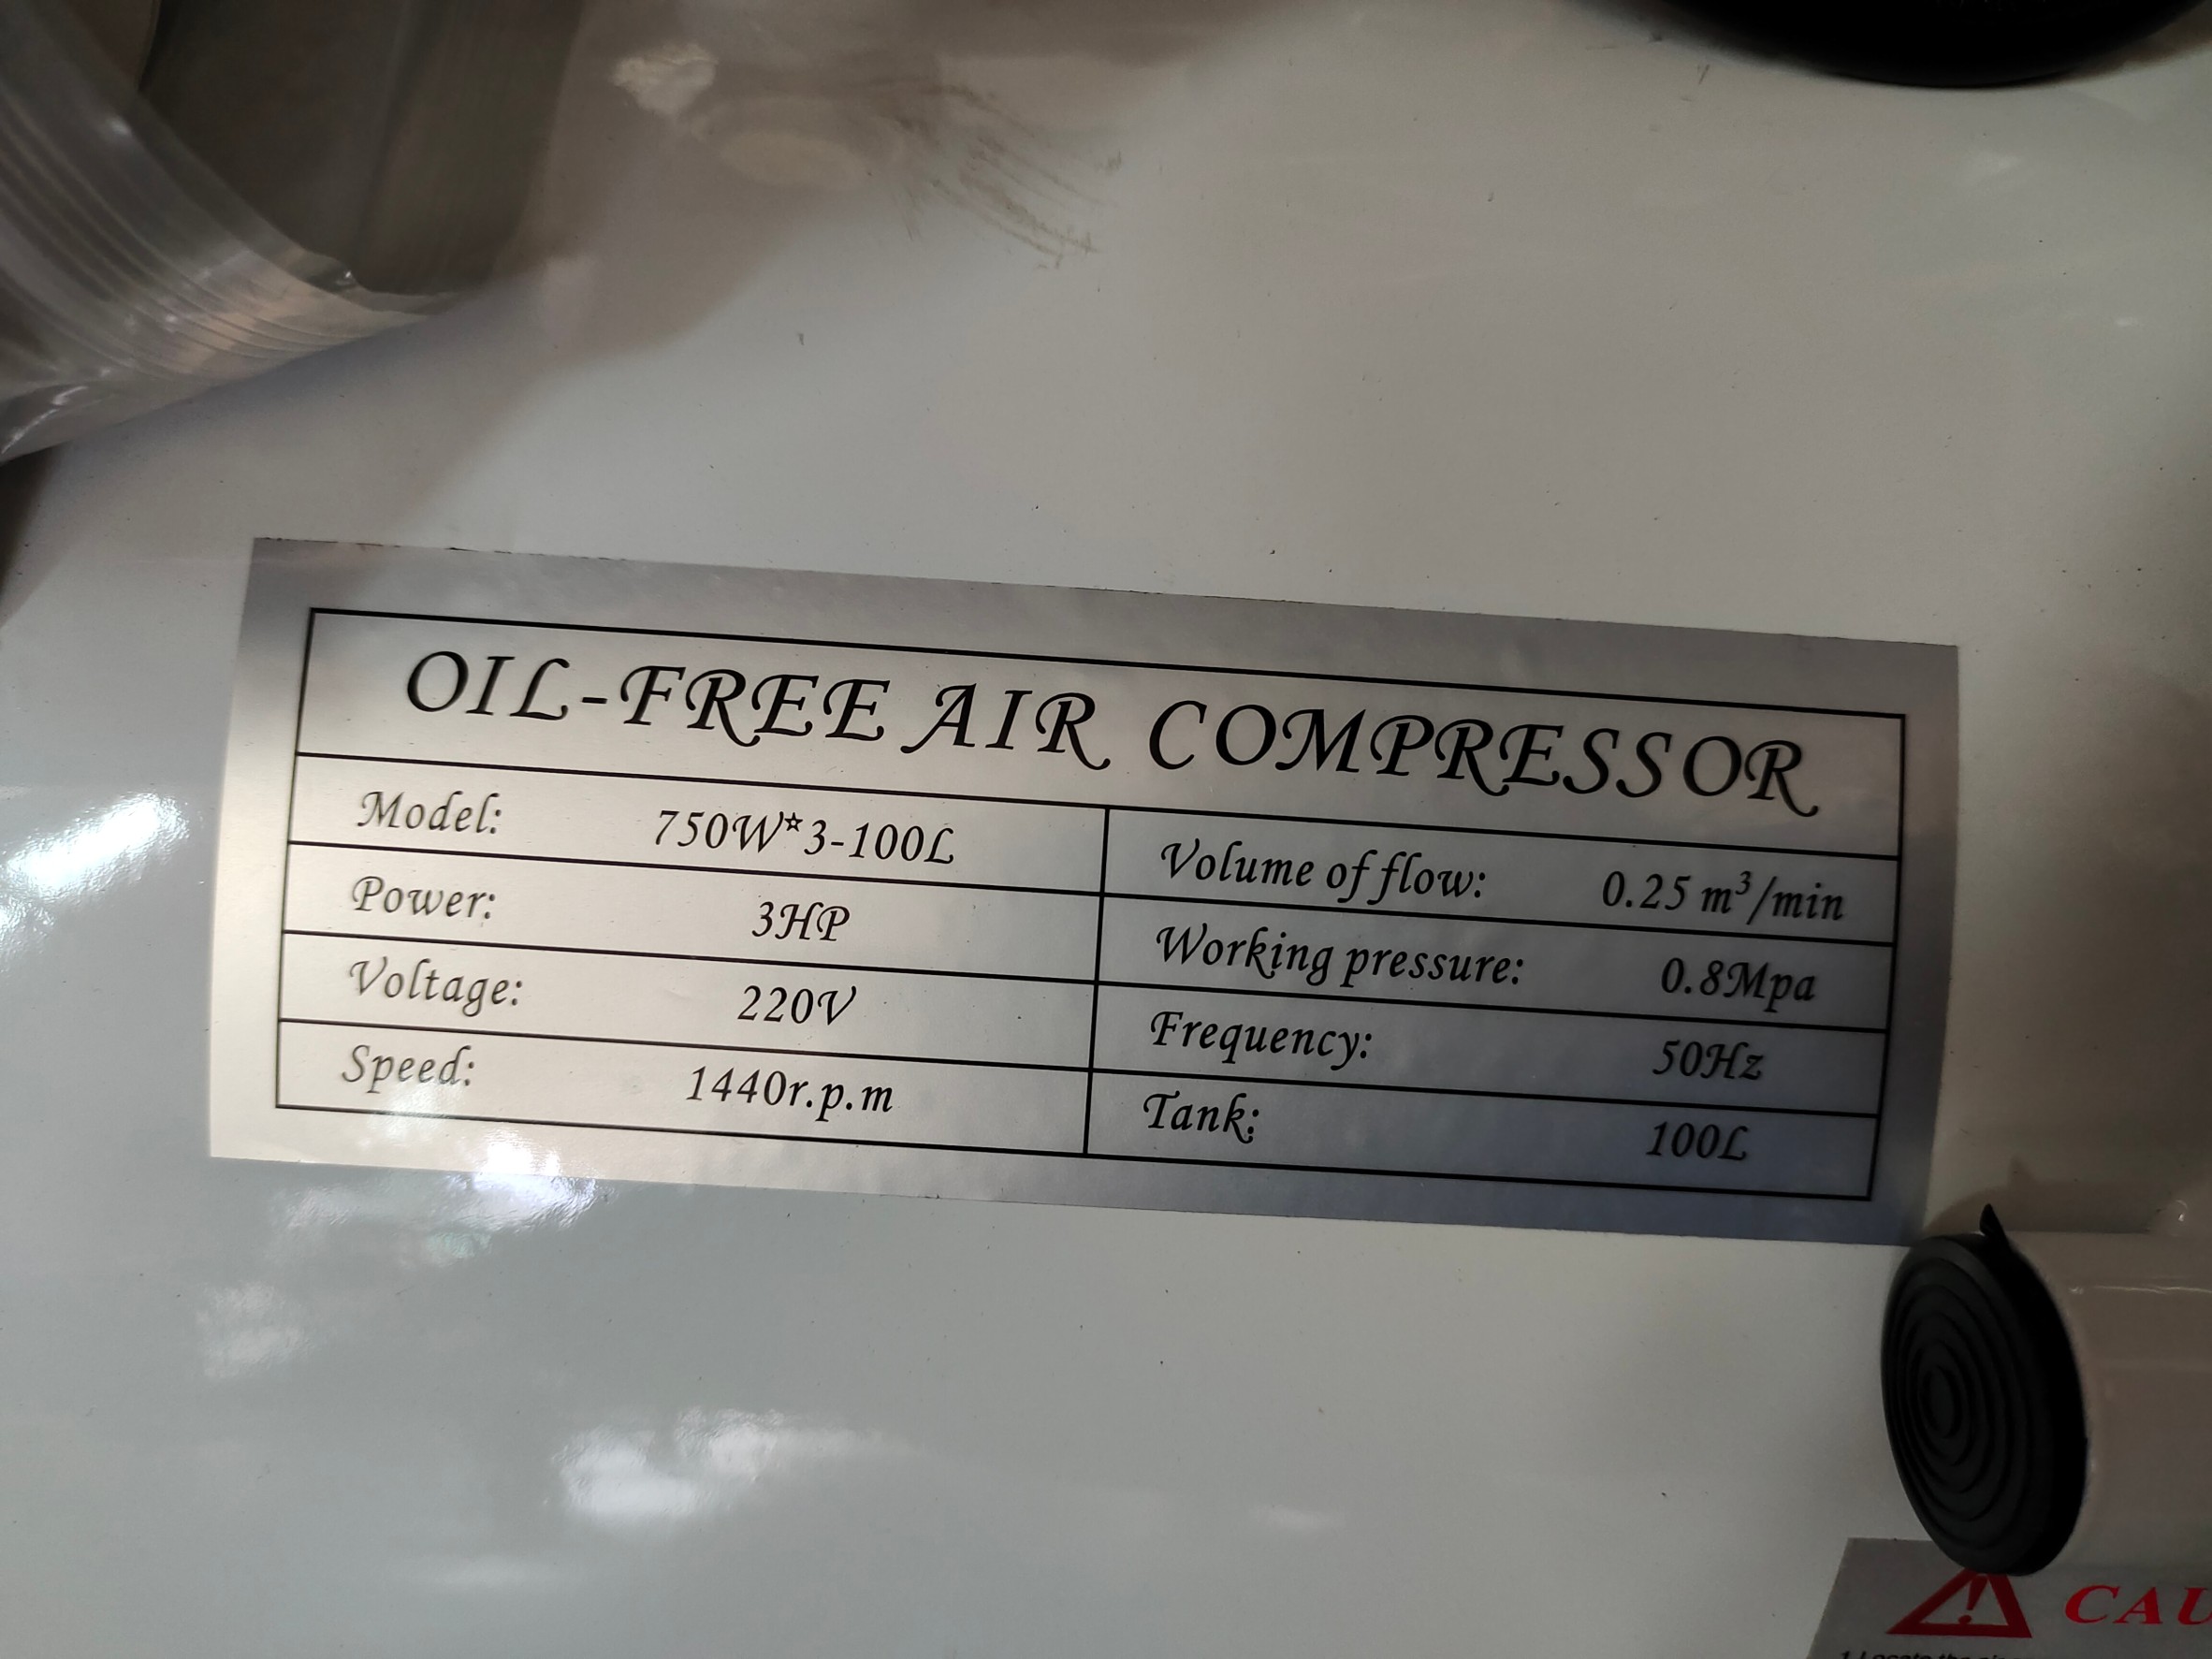 OIL-FREE AIR COMPRESSOR
Model: 750W☆3-100L Volume of flow: 0.25 m³/min
Power: 3HP Working pressure: 0.8Mpa
Voltage: 220V Frequency: 50Hz
Speed: 1440r.p.m Tank: 100L